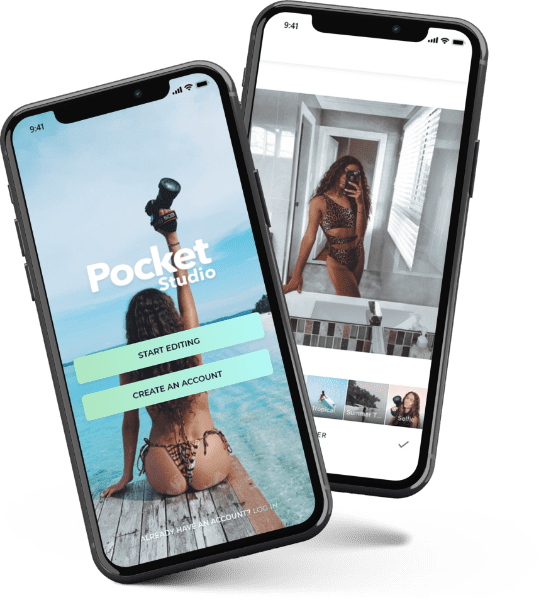 9:41
Pocket
Studio
START EDITING
CREATE AN ACCOUNT
ALREADY HAVE AN ACCOUNT? LOG IN
9:41
Tropical
Summer T
Selfie
ER